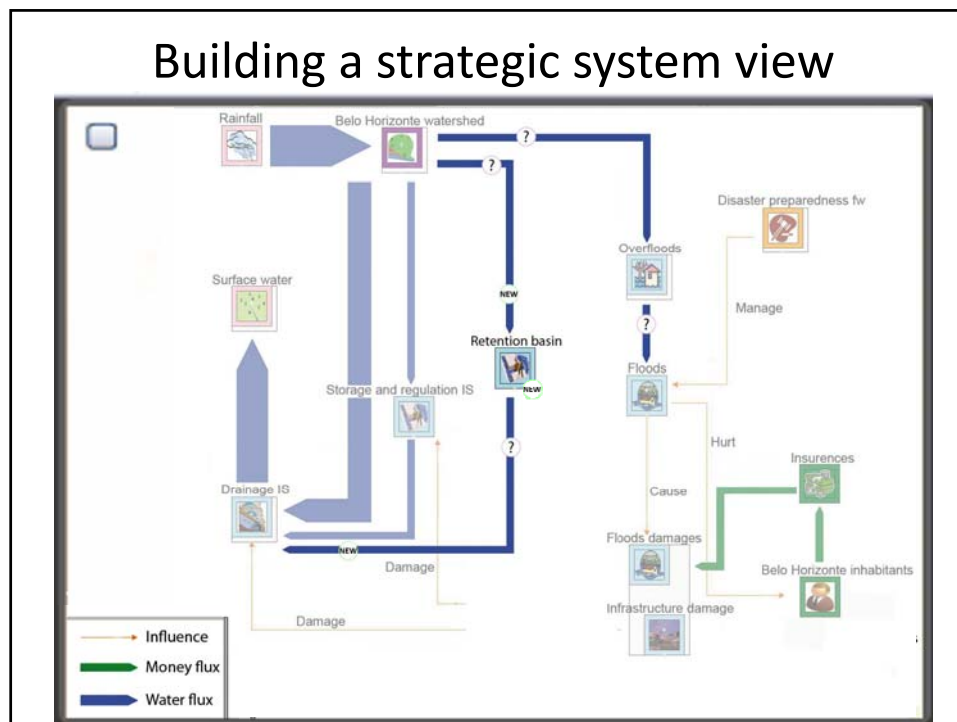 Building a strategic system view
Rainfall
Belo Horizonte watershed
?
?
Disaster preparedness fw
Overfloods
Surface water
NEW
Manage
?
Retention basin
Floods
NEW
Storage and regulation IS
?
Hurt
Insurences
Drainage IS
Cause
Floods damages
NEW
Damage
Belo Horizonte inhabitants
Infrastructure damage
Damage
Influence
Money flux
Water flux